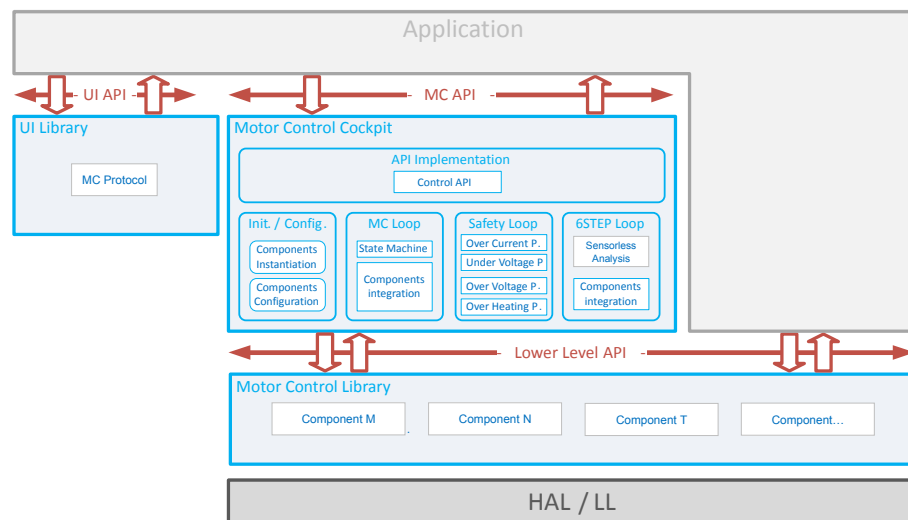 Application
- UI API -
- MC API -
UI Library
MC Protocol
Motor Control Cockpit
API Implementation
Control API
Init. / Config.
Components
Instantiation
Components
Configuration
MC Loop
State Machine
Components
integration
Safety Loop
Over Current P.
Under Voltage P
Over Voltage P.
Over Heating P.
6STEP Loop
Sensorless
Analysis
Components
integration
- Lower Level API -
Motor Control Library
Component M
.
Component N
Component T
Component...
HAL / LL